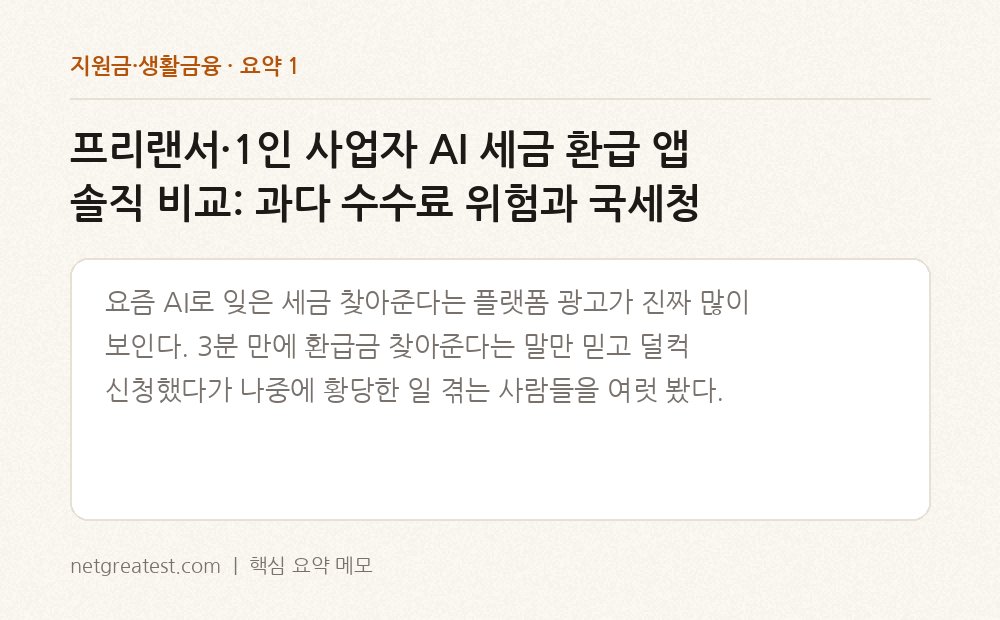 지원금·생활금융 · 요약 1
프리랜서·1인 사업자 AI 세금 환급 앱
솔직 비교: 과다 수수료 위험과 국세청
요즘 AI로 잊은 세금 찾아준다는 플랫폼 광고가 진짜 많이
보인다. 3분 만에 환급금 찾아준다는 말만 믿고 덜컥
신청했다가 나중에 황당한 일 겪는 사람들을 여럿 봤다.
netgreatest.com | 핵심 요약 메모